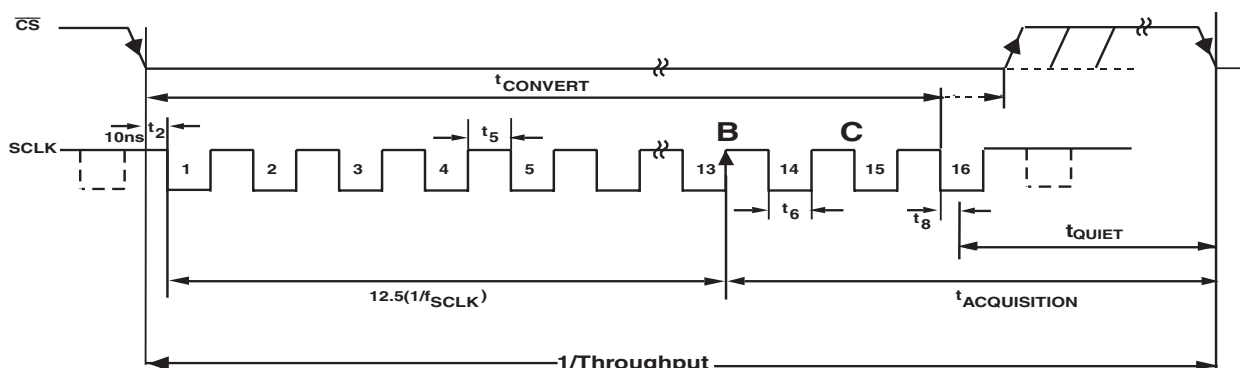 CS
tCONVERT
t2
10ns
t5
B
C
SCLK
1
2
3
4
5
13
14
15
16
t6
t8
tQUIET
12.5(1/fSCLK)
tACQUISITION
1/Throughput